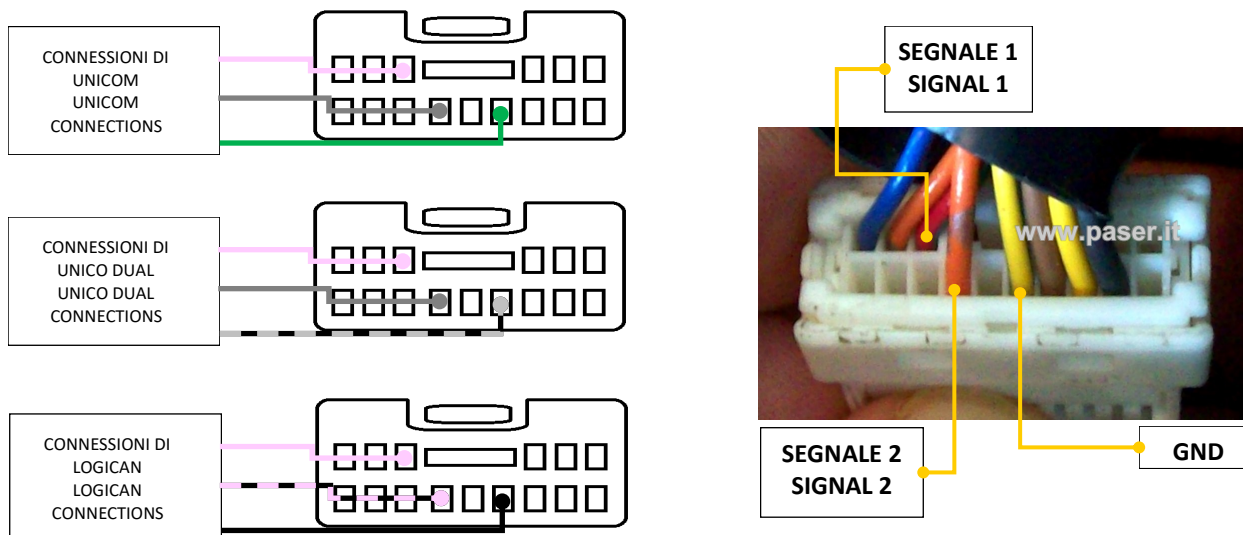 CONNESSIONI DI
UNICOM
UNICOM
CONNECTIONS
CONNESSIONI DI
UNICO DUAL
UNICO DUAL
CONNECTIONS
CONNESSIONI DI
LOGICAN
LOGICAN
CONNECTIONS
SEGNALE 1
SIGNAL 1
www.paser.it
SEGNALE 2
SIGNAL 2
GND